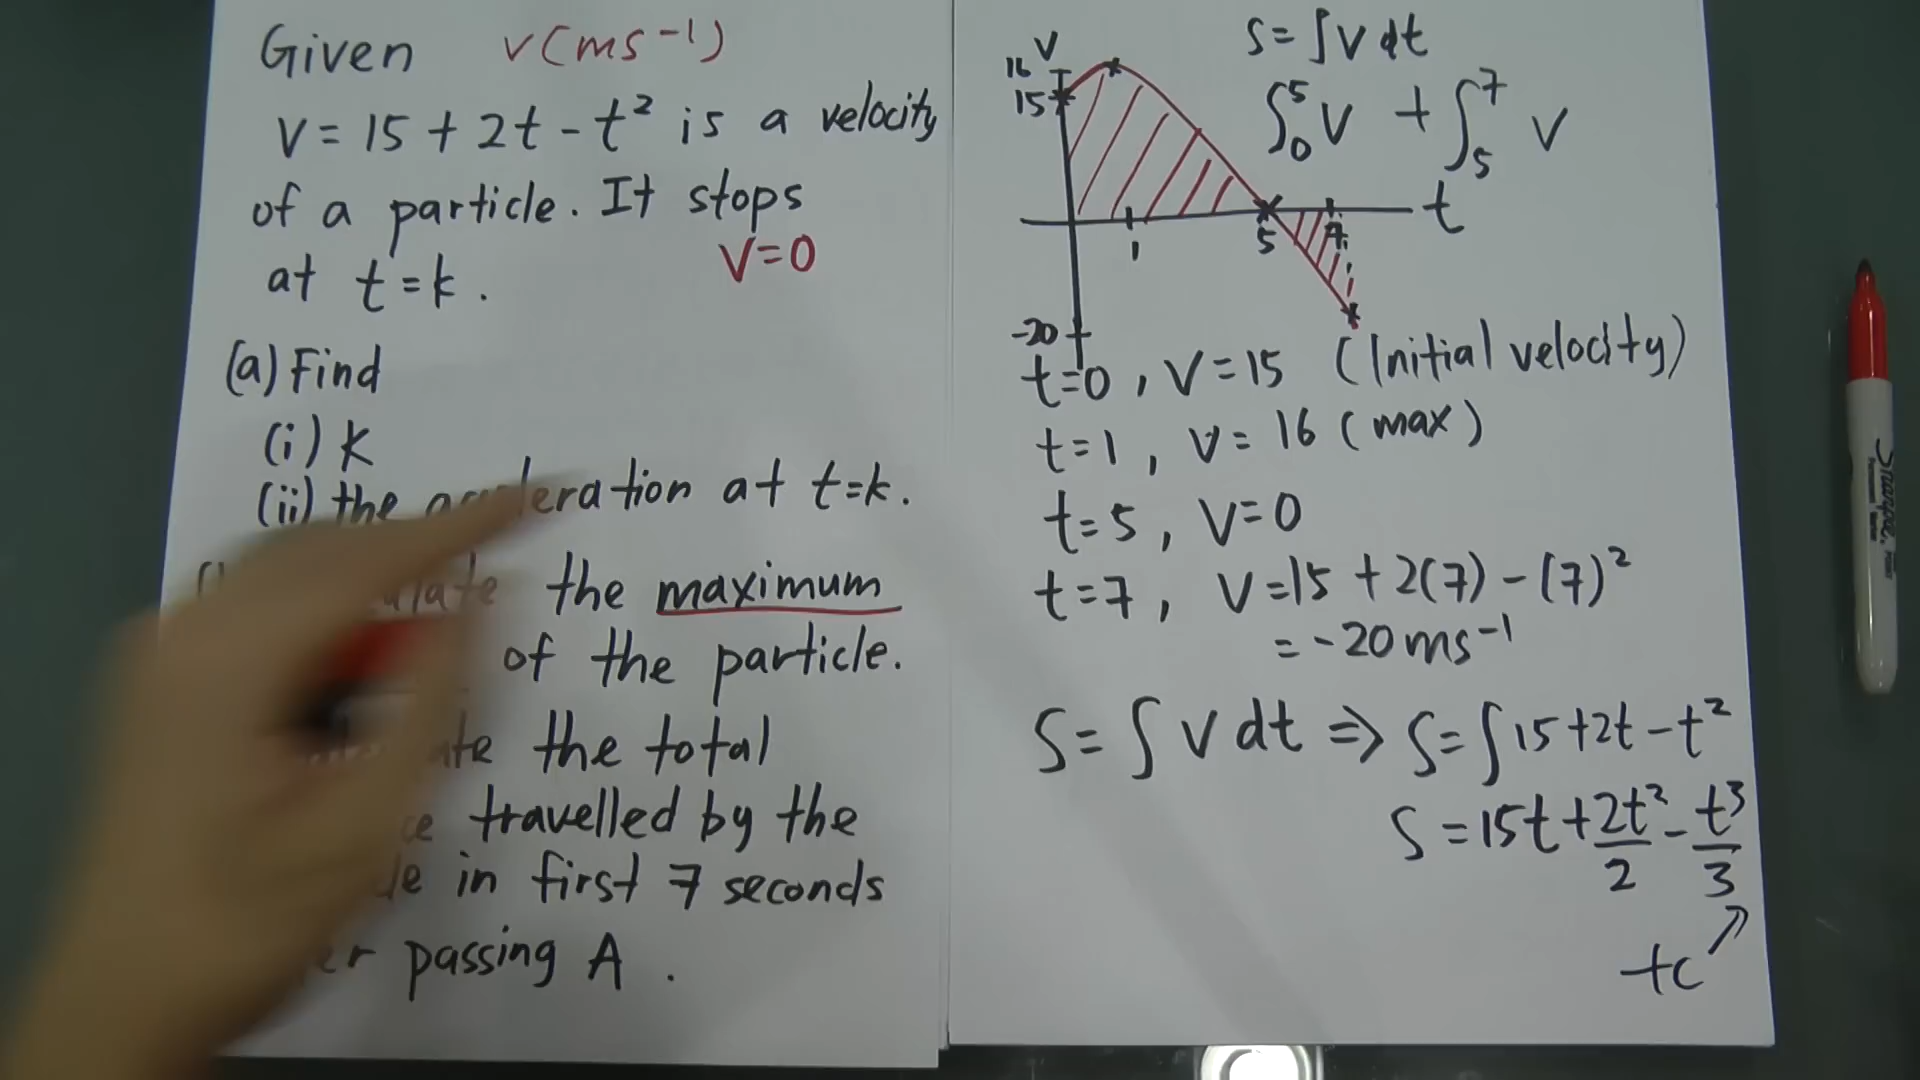 Given v(ms⁻¹)
v = 15 + 2t - t² is a velocity
of a particle. It stops
v=0
at t=k.
(a) Find
(i) k
(ii) the acceleration at t=k.
the maximum
of the particle.
the total
travelled by the
in first 7 seconds
passing A.
S=∫v dt
∫₀⁵ v + ∫₅⁷ v
v
16
15
t
1
5
7
-20
t=0, v=15 (Initial velocity)
t=1, v=16 (max)
t=5, v=0
t=7, v=15 + 2(7) - (7)²
= -20 ms⁻¹
S=∫v dt ⇒ S=∫15+2t-t²
S=15t+2t²/2-t³/3
+c
Sharpie